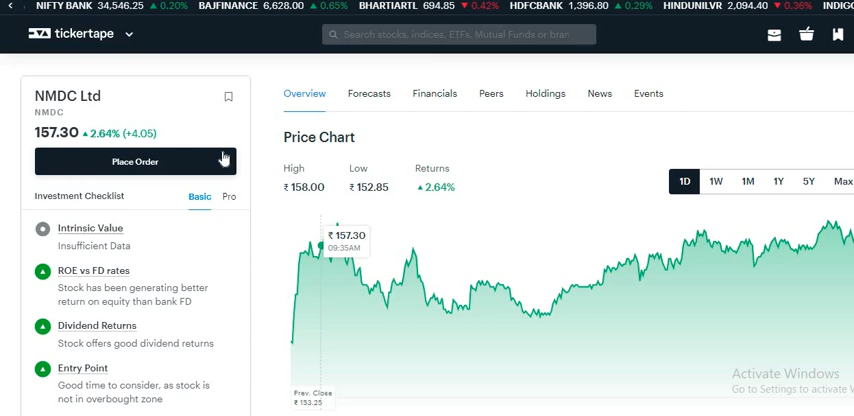 NIFTY BANK 34,546.25 ▲ 0.20% BAJFINANCE 6,628.00 ▲ 0.65% BHARTIARTL 694.85 ▼ 0.42% HDFCBANK 1,396.80 ▲ 0.29% HINDUNILVR 2,094.40 ▼ 0.36% INDIGO
tickertape
Search stocks, indices, ETFs, Mutual Funds or bran
NMDC Ltd
NMDC
157.30 ▲ 2.64% (+4.05)
Place Order
Investment Checklist Basic Pro
Intrinsic Value
Insufficient Data
ROE vs FD rates
Stock has been generating better
return on equity than bank FD
Dividend Returns
Stock offers good dividend returns
Entry Point
Good time to consider, as stock is
not in overbought zone
Overview Forecasts Financials Peers Holdings News Events
Price Chart
High Low Returns
₹ 158.00 ₹ 152.85 ▲ 2.64%
1D 1W 1M 1Y 5Y Max
₹ 157.30
09:35AM
Prev. Close
₹ 153.25
Activate Windows
Go to Settings to activate W